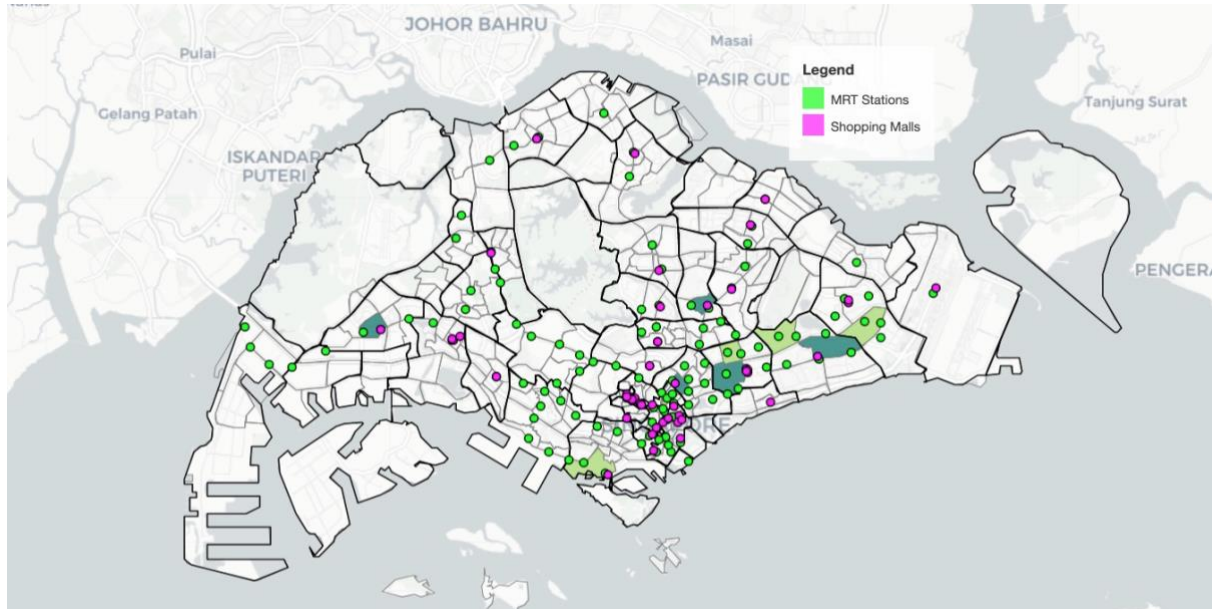 JOHOR BAHRU
Masai
Pulai
PASIR GUD
Legend
MRT Stations
Shopping Malls
Gelang Patah
Tanjung Surat
ISKANDAR
PUTERI
PENGERA